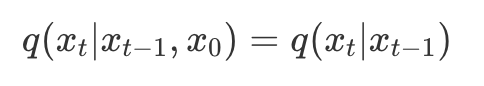 q(x_t|x_{t-1}, x_0) = q(x_t|x_{t-1})